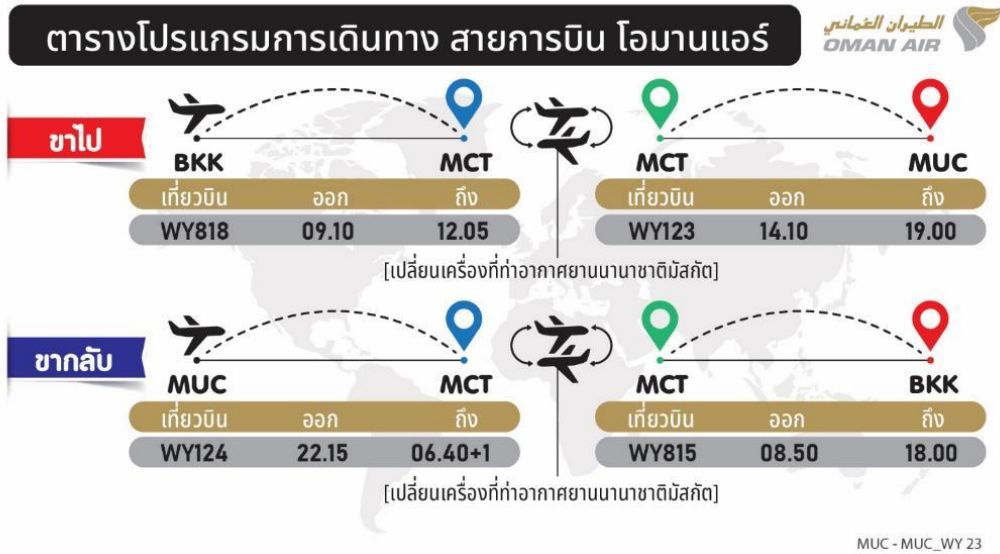 ตารางโปรแกรมการเดินทาง สายการบิน โอมานแอร์
الطيران العُماني
OMAN AIR
ขาไป
BKK MCT MCT MUC
เที่ยวบิน ออก ถึง เที่ยวบิน ออก ถึง
WY818 09.10 12.05 WY123 14.10 19.00
[เปลี่ยนเครื่องที่ท่าอากาศยานนานาชาติมัสกัต]
ขากลับ
MUC MCT MCT BKK
เที่ยวบิน ออก ถึง เที่ยวบิน ออก ถึง
WY124 22.15 06.40+1 WY815 08.50 18.00
[เปลี่ยนเครื่องที่ท่าอากาศยานนานาชาติมัสกัต]
MUC - MUC_WY 23